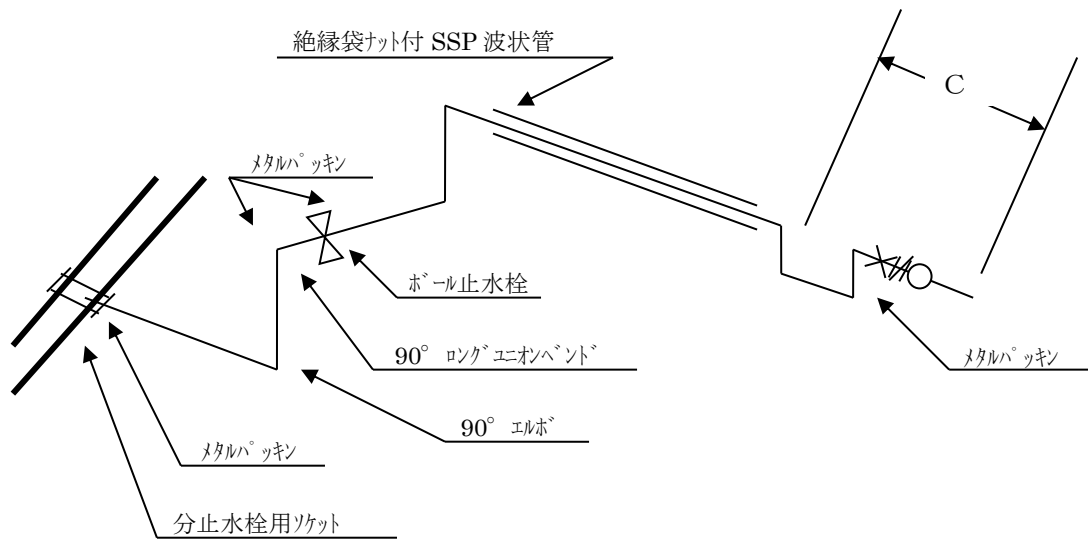 絶縁袋ﾅｯﾄ付 SSP 波状管
C
ﾒﾀﾙﾊﾟｯｷﾝ
ﾎﾞｰﾙ止水栓
90° ﾛﾝｸﾞﾕﾆｵﾝﾍﾞﾝﾄﾞ
ﾒﾀﾙﾊﾟｯｷﾝ
90° ｴﾙﾎﾞ
ﾒﾀﾙﾊﾟｯｷﾝ
分止水栓用ｿｹｯﾄ